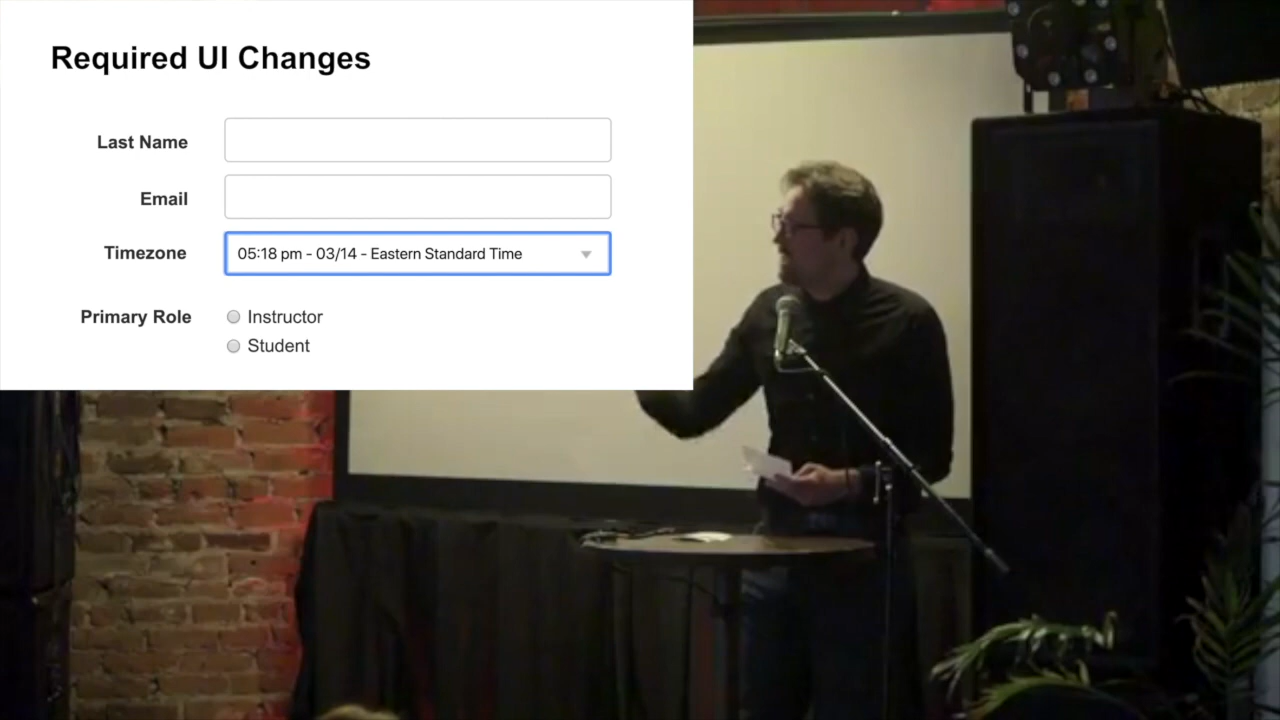 Required UI Changes
Last Name
Email
Timezone 05:18 pm - 03/14 - Eastern Standard Time
Primary Role Instructor
Student